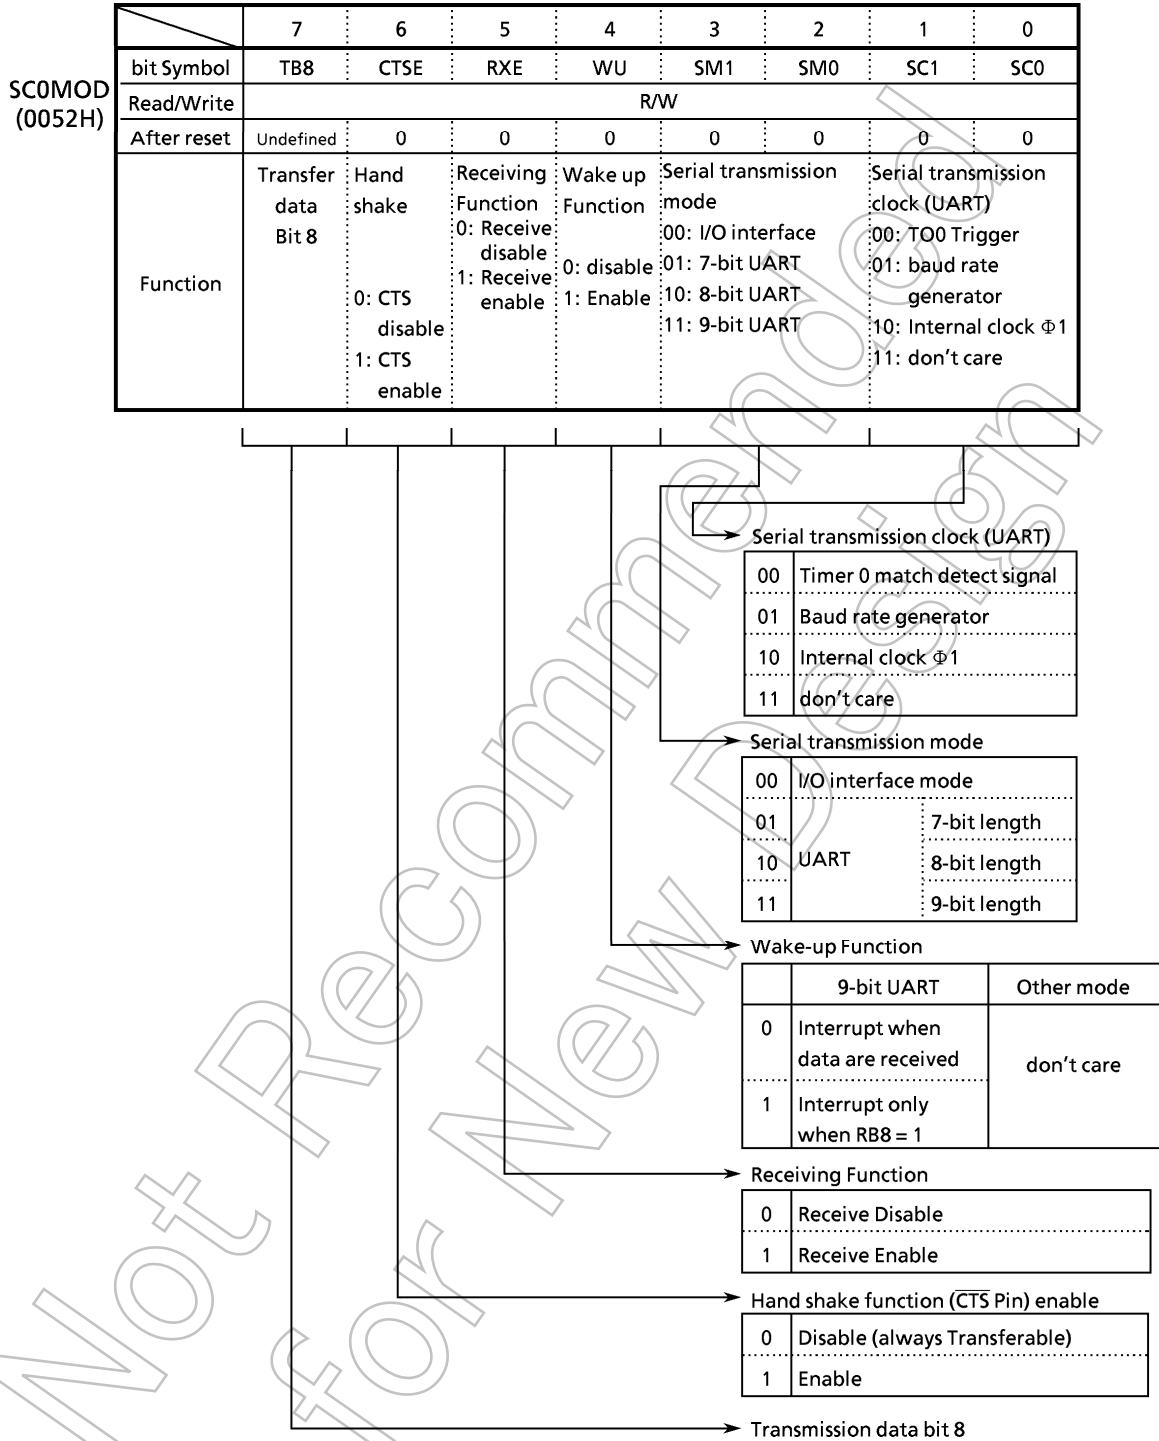 7 6 5 4 3 2 1 0
SC0MOD
(0052H)
bit Symbol TB8 CTSE RXE WU SM1 SM0 SC1 SC0
Read/Write R/W
After reset Undefined 0 0 0 0 0 0 0
Function
Transfer
data
Bit 8
Hand
shake
0: CTS
disable
1: CTS
enable
Receiving
Function
0: Receive
disable
1: Receive
enable
Wake up
Function
0: disable
1: Enable
Serial transmission
mode
00: I/O interface
01: 7-bit UART
10: 8-bit UART
11: 9-bit UART
Serial transmission
clock (UART)
00: TO0 Trigger
01: baud rate
generator
10: Internal clock Φ1
11: don't care
Serial transmission clock (UART)
00 Timer 0 match detect signal
01 Baud rate generator
10 Internal clock Φ1
11 don't care
Serial transmission mode
00 I/O interface mode
01 7-bit length
10 UART 8-bit length
11 9-bit length
Wake-up Function
9-bit UART Other mode
0 Interrupt when
data are received
don't care
1 Interrupt only
when RB8 = 1
Receiving Function
0 Receive Disable
1 Receive Enable
Hand shake function (CTS Pin) enable
0 Disable (always Transferable)
1 Enable
Transmission data bit 8
Not Recommended
for New Design